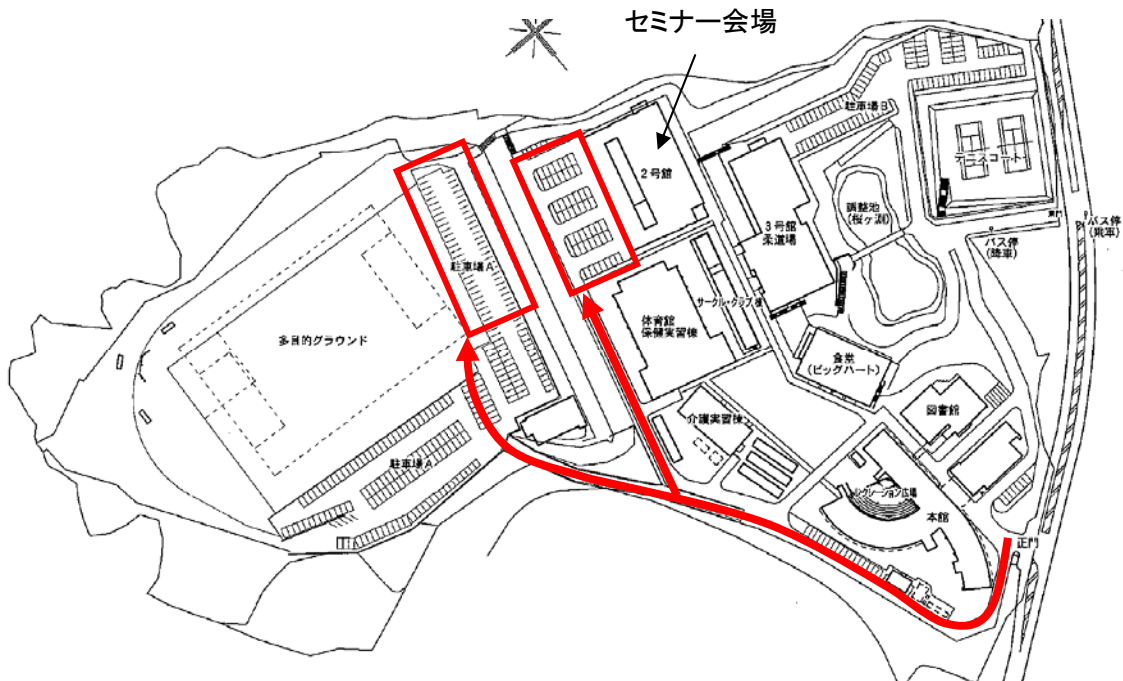 セミナー会場
駐車場B
テニスコート
2号館
調整池
(桜ヶ淵)
3号館
柔道場
東門
バス停
(乗車)
バス停
(降車)
駐車場A
サークル・クラブ棟
体育館
保健実習棟
多目的グラウンド
食堂
(ビッグハート)
図書館
介護実習棟
駐車場A
レクレーション広場
本館
正門